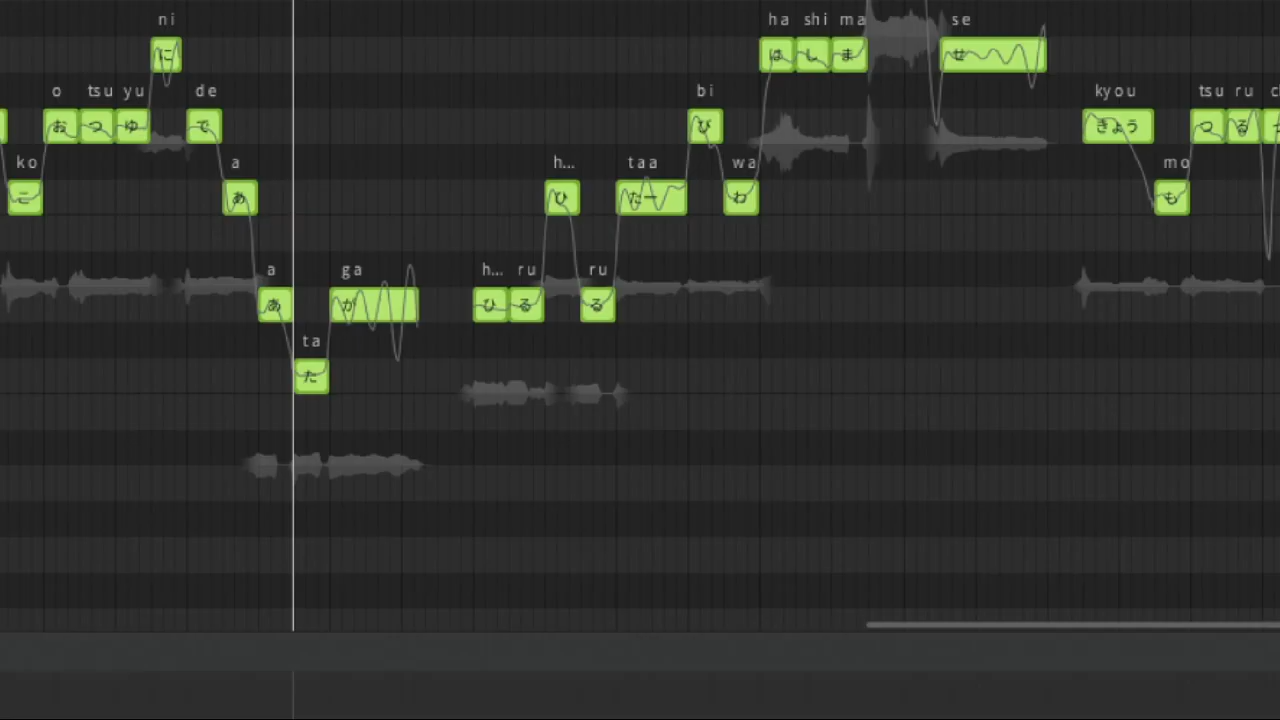 ha shi ma se
は し ま せ
ni
に
o tsu yu de bi kyou tsu ru
お つ ゆ で び きょう つ る
ko a h... taa wa mo
こ あ ひ たー わ も
a ga h... ru ru
あ が ひ る る
ta
た